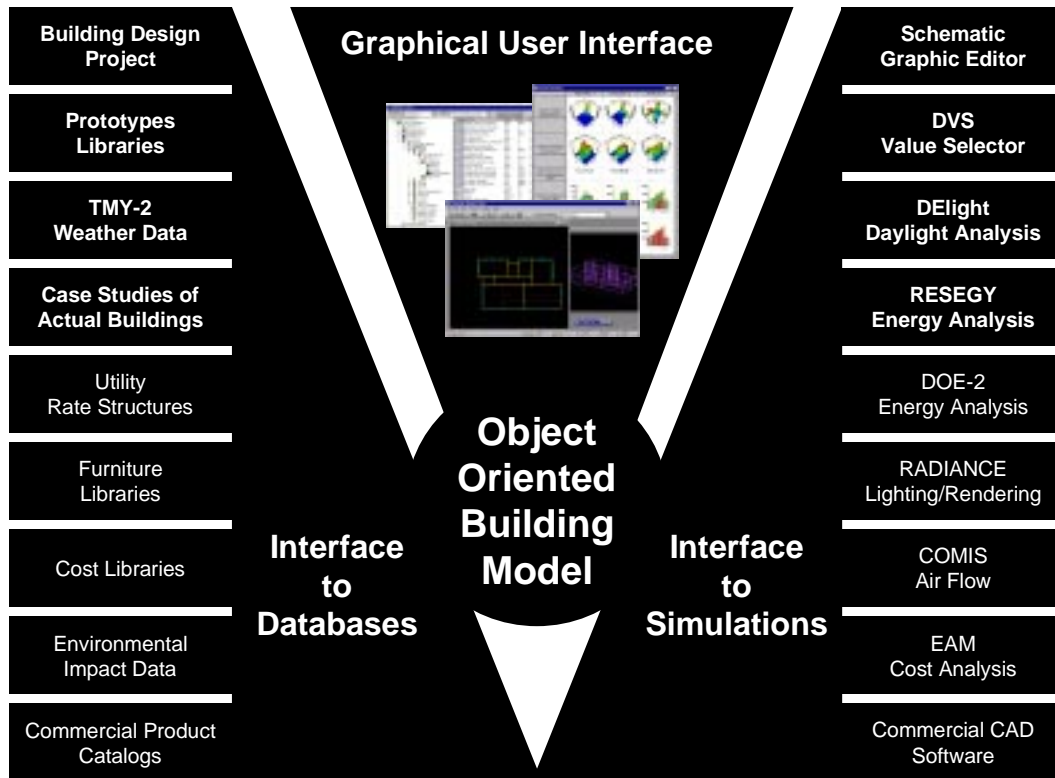 Building Design
Project
Prototypes
Libraries
TMY-2
Weather Data
Case Studies of
Actual Buildings
Utility
Rate Structures
Furniture
Libraries
Cost Libraries
Environmental
Impact Data
Commercial Product
Catalogs
Graphical User Interface
Object
Oriented
Building
Model
Interface
to
Databases
Interface
to
Simulations
Schematic
Graphic Editor
DVS
Value Selector
DElight
Daylight Analysis
RESEGY
Energy Analysis
DOE-2
Energy Analysis
RADIANCE
Lighting/Rendering
COMIS
Air Flow
EAM
Cost Analysis
Commercial CAD
Software